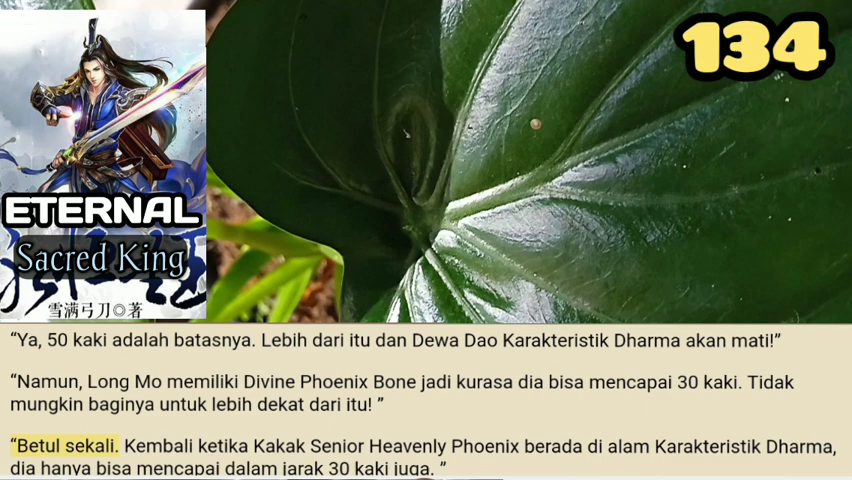 134
ETERNAL
Sacred King
雪满弓刀◎著
“Ya, 50 kaki adalah batasnya. Lebih dari itu dan Dewa Dao Karakteristik Dharma akan mati!”
“Namun, Long Mo memiliki Divine Phoenix Bone jadi kurasa dia bisa mencapai 30 kaki. Tidak
mungkin baginya untuk lebih dekat dari itu! ”
“Betul sekali. Kembali ketika Kakak Senior Heavenly Phoenix berada di alam Karakteristik Dharma,
dia hanya bisa mencapai dalam jarak 30 kaki juga. ”